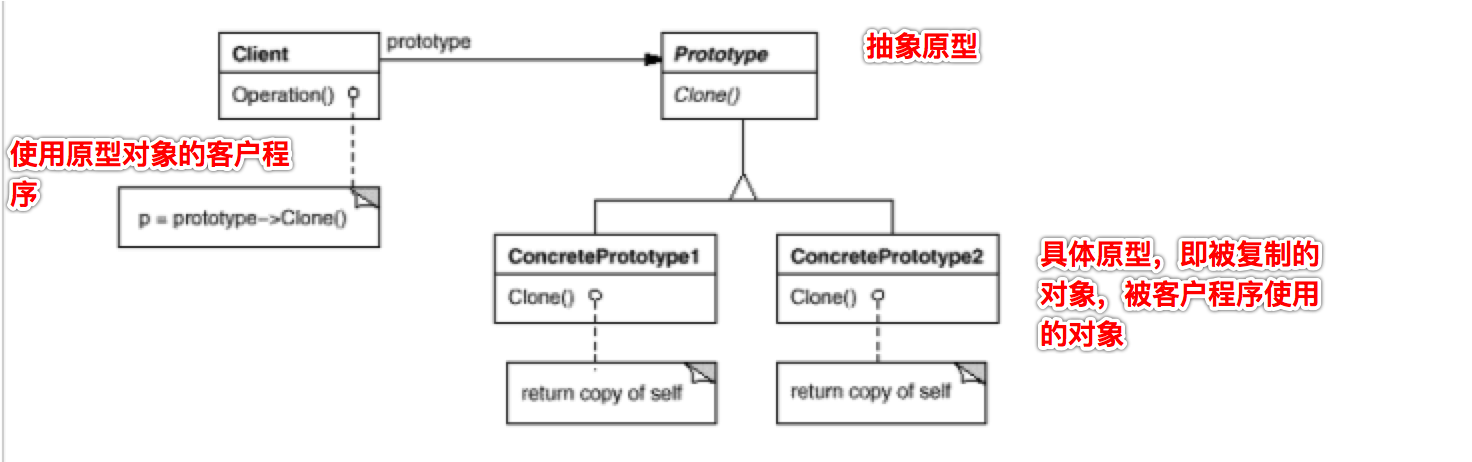 prototype
Client
Prototype
抽象原型
Operation()
Clone()
使用原型对象的客户程
序
p = prototype->Clone()
ConcretePrototype1
ConcretePrototype2
具体原型，即被复制的
对象，被客户程序使用
的对象
Clone()
Clone()
return copy of self
return copy of self